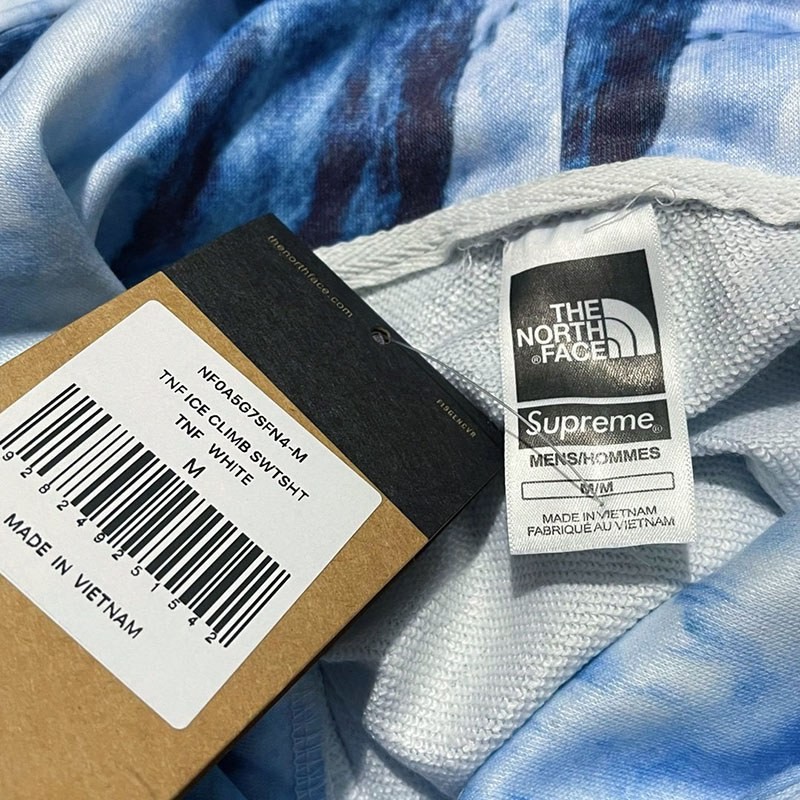 thenorthface.com
NF0A5G7SFN4-M
TNF ICE CLIMB SWTSHT
TNF WHITE
M
928249251542
MADE IN VIETNAM
THE
NORTH
FACE
®
Supreme®
MENS/HOMMES
M/M
MADE IN VIETNAM
FABRIQUÉ AU VIETNAM